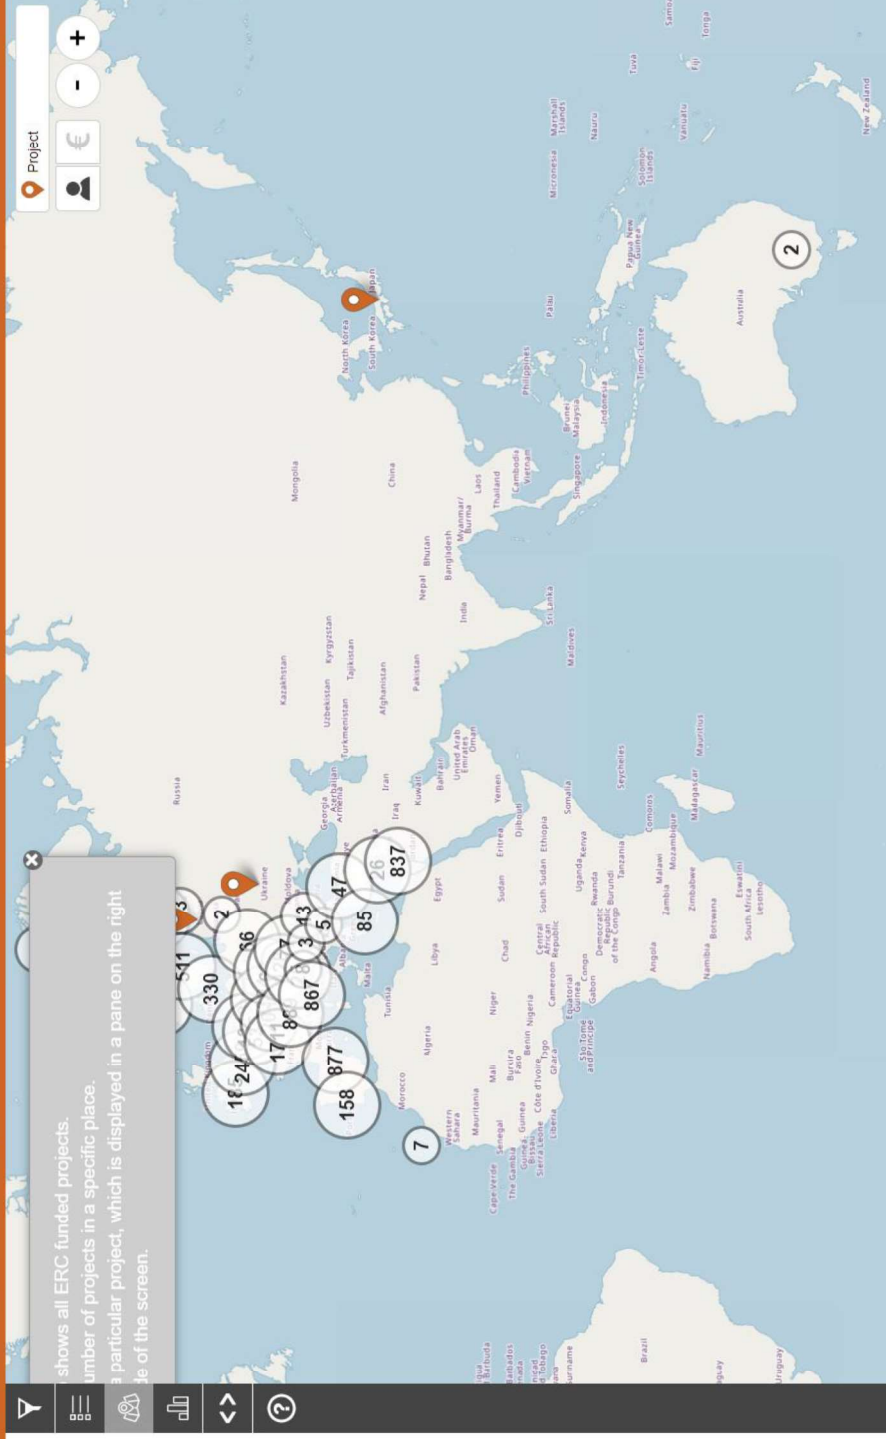 shows all ERC funded projects.
umber of projects in a specific place.
a particular project, which is displayed in a pane on the right
de of the screen.
Project
€
-
+
2
511
330
66
2
18
24
17
867
3
13
5
47
26
837
85
877
158
7
2
Russia
Ukraine
Moldova
Kazakhstan
Mongolia
Georgia
Azerbaijan
Armenia
Uzbekistan
Kyrgyzstan
Turkmenistan
Tajikistan
North Korea
South Korea
Japan
Malta
Tunisia
Morocco
Algeria
Libya
Egypt
Iraq
Iran
Kuwait
Bahrain
Afghanistan
Pakistan
Nepal
Bhutan
China
Western
Sahara
Mauritania
Mali
Niger
Chad
Sudan
Eritrea
Yemen
United Arab
Emirates
Oman
India
Bangladesh
Myanmar/
Burma
Laos
Thailand
Cambodia
Vietnam
Philippines
Palau
Micronesia
Marshall
Islands
Cape Verde
Senegal
The Gambia
Guinea-
Bissau
Guinea
Sierra Leone
Liberia
Côte d'Ivoire
Burkina
Faso
Ghana
Togo
Benin
Nigeria
Cameroon
Central
African
Republic
South Sudan
Ethiopia
Djibouti
Somalia
Sri Lanka
Maldives
Singapore
Brunei
Malaysia
Indonesia
Timor-Leste
Papua New
Guinea
Solomon
Islands
Nauru
Tuva
Equatorial
Guinea
São Tomé
and Príncipe
Gabon
Congo
Democratic
Republic
of the Congo
Uganda
Kenya
Rwanda
Burundi
Tanzania
Seychelles
Comoros
Angola
Zambia
Malawi
Mozambique
Madagascar
Mauritius
Namibia
Botswana
Zimbabwe
Eswatini
South Africa
Lesotho
Australia
Vanuatu
Fiji
Samoa
Tonga
New Zealand
Barbados
Suriname
Brazil
Uruguay